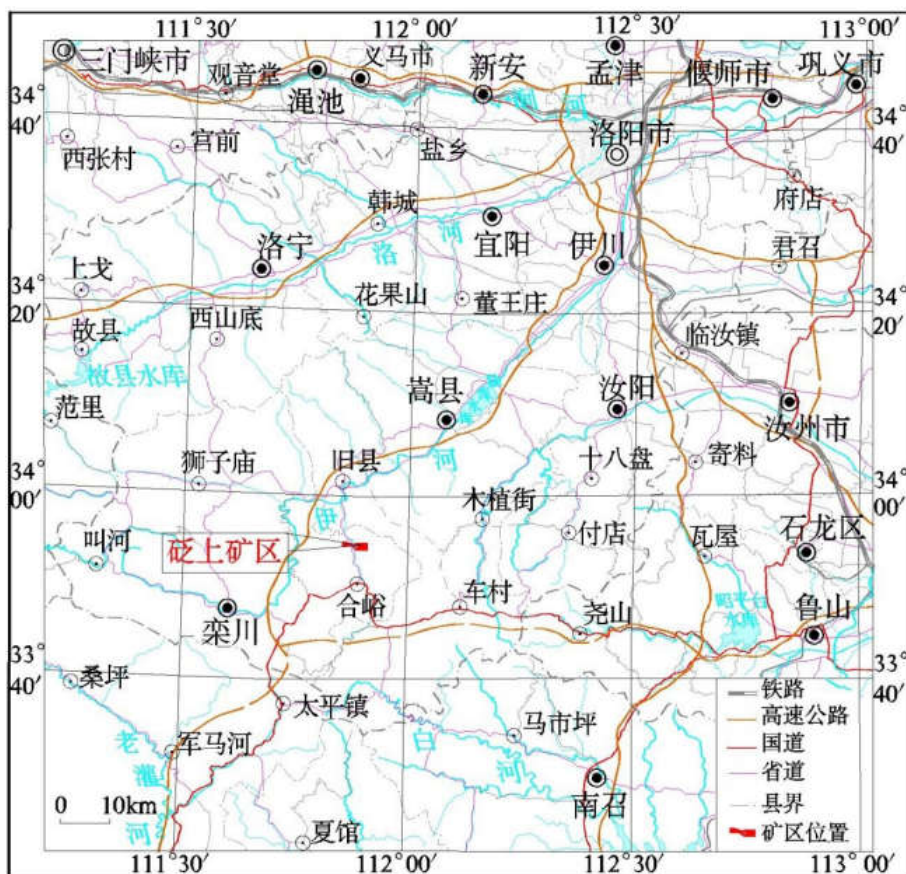 111°30′
112°00′
112°30′
113°00′
三门峡市
观音堂
渑池
义马市
新安
孟津
偃师市
巩义市
34°
40′
34°
40′
涧
河
洛阳市
西张村
宫前
盐乡
府店
韩城
洛
河
宜阳
伊川
君召
洛宁
34°
20′
34°
20′
上戈
花果山
董王庄
故县
西山底
临汝镇
故县水库
嵩县
汝阳
汝州市
范里
河
狮子庙
旧县
十八盘
寄料
34°
00′
34°
00′
伊
木植街
付店
瓦屋
石龙区
叫河
砭上矿区
合峪
车村
尧山
昭平台
水库
鲁山
栾川
33°
40′
33°
40′
桑坪
太平镇
白
河
马市坪
军马河
老
灌
河
南召
夏馆
0 10km
铁路
高速公路
国道
省道
县界
矿区位置
111°30′
112°00′
112°30′
113°00′